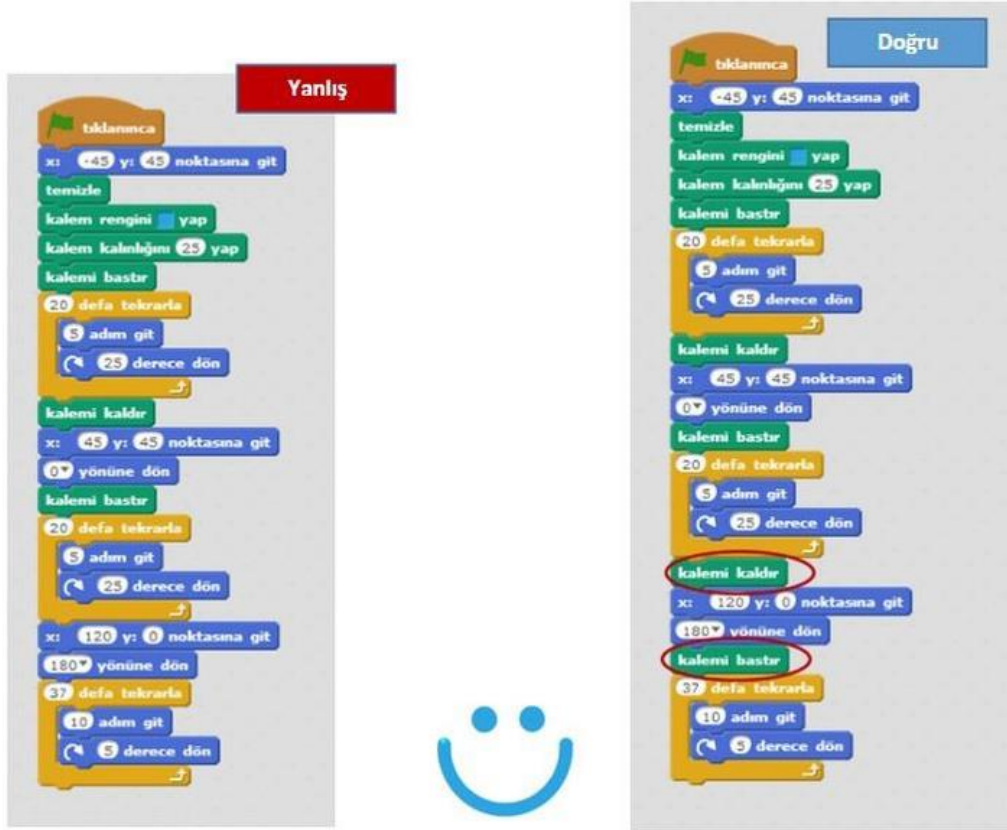 Yanlış
tıklanınca
x: -45 y: 45 noktasına git
temizle
kalem rengini yap
kalem kalınlığını 25 yap
kalemi bastır
20 defa tekrarla
5 adım git
25 derece dön
kalemi kaldır
x: 45 y: 45 noktasına git
0 yönüne dön
kalemi bastır
20 defa tekrarla
5 adım git
25 derece dön
x: 120 y: 0 noktasına git
180 yönüne dön
37 defa tekrarla
10 adım git
5 derece dön
Doğru
tıklanınca
x: -45 y: 45 noktasına git
temizle
kalem rengini yap
kalem kalınlığını 25 yap
kalemi bastır
20 defa tekrarla
5 adım git
25 derece dön
kalemi kaldır
x: 45 y: 45 noktasına git
0 yönüne dön
kalemi bastır
20 defa tekrarla
5 adım git
25 derece dön
kalemi kaldır
x: 120 y: 0 noktasına git
180 yönüne dön
kalemi bastır
37 defa tekrarla
10 adım git
5 derece dön